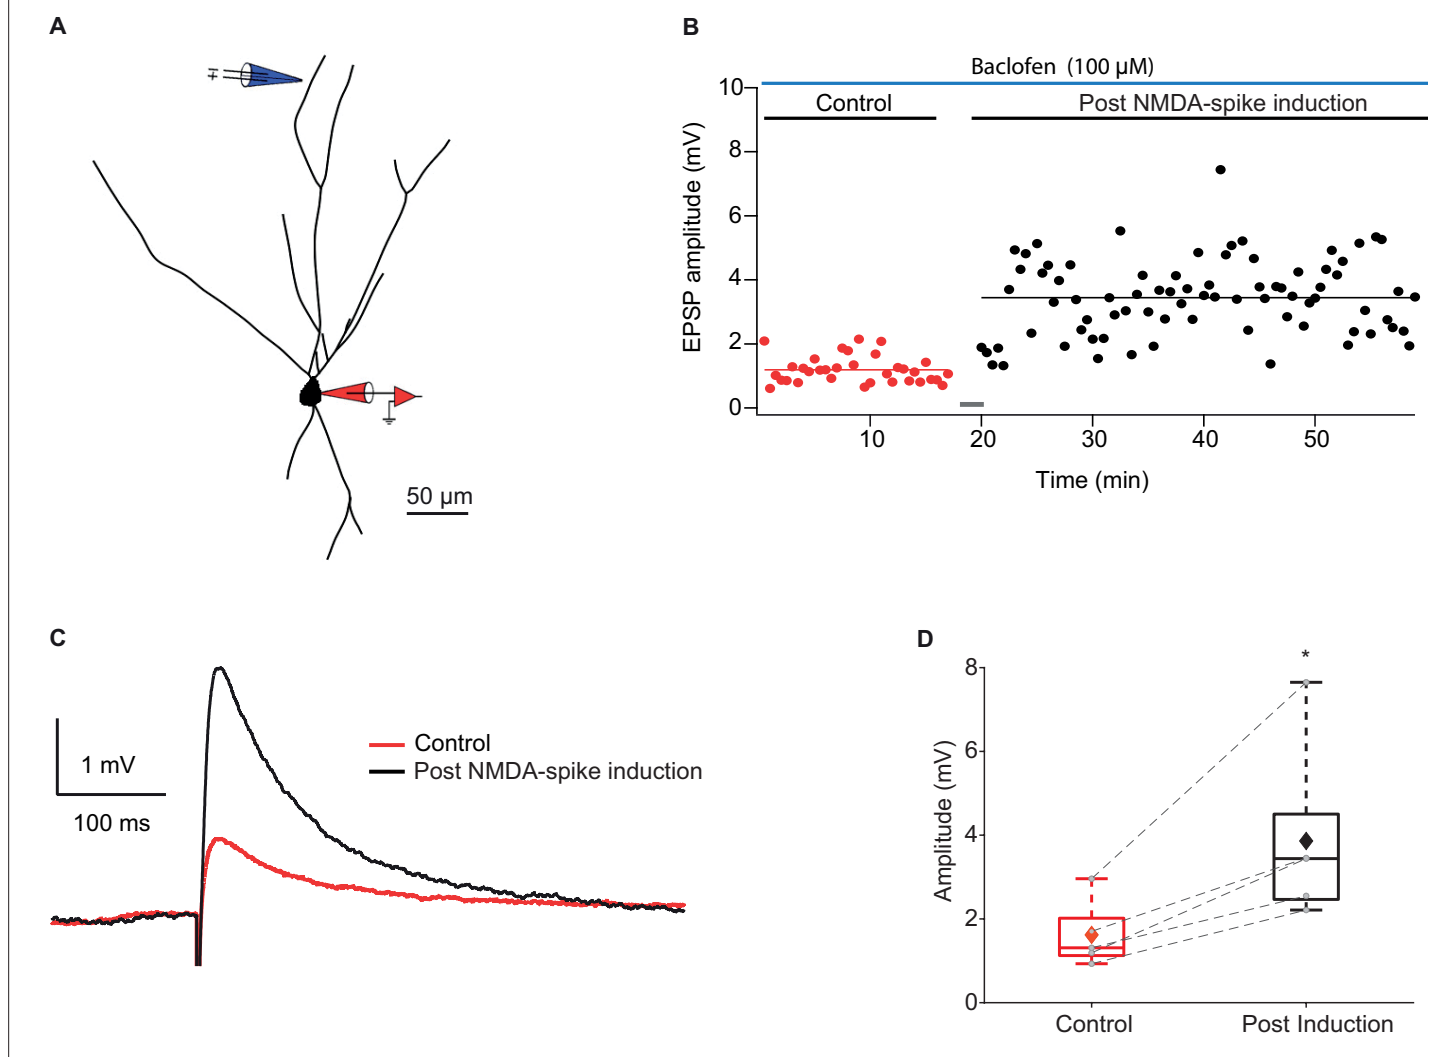 A
B
Baclofen (100 µM)
Control
Post NMDA-spike induction
EPSP amplitude (mV)
10
8
6
4
2
0
10
20
30
40
50
Time (min)
50 µm
C
1 mV
100 ms
Control
Post NMDA-spike induction
D
*
Amplitude (mV)
8
6
4
2
0
Control
Post Induction